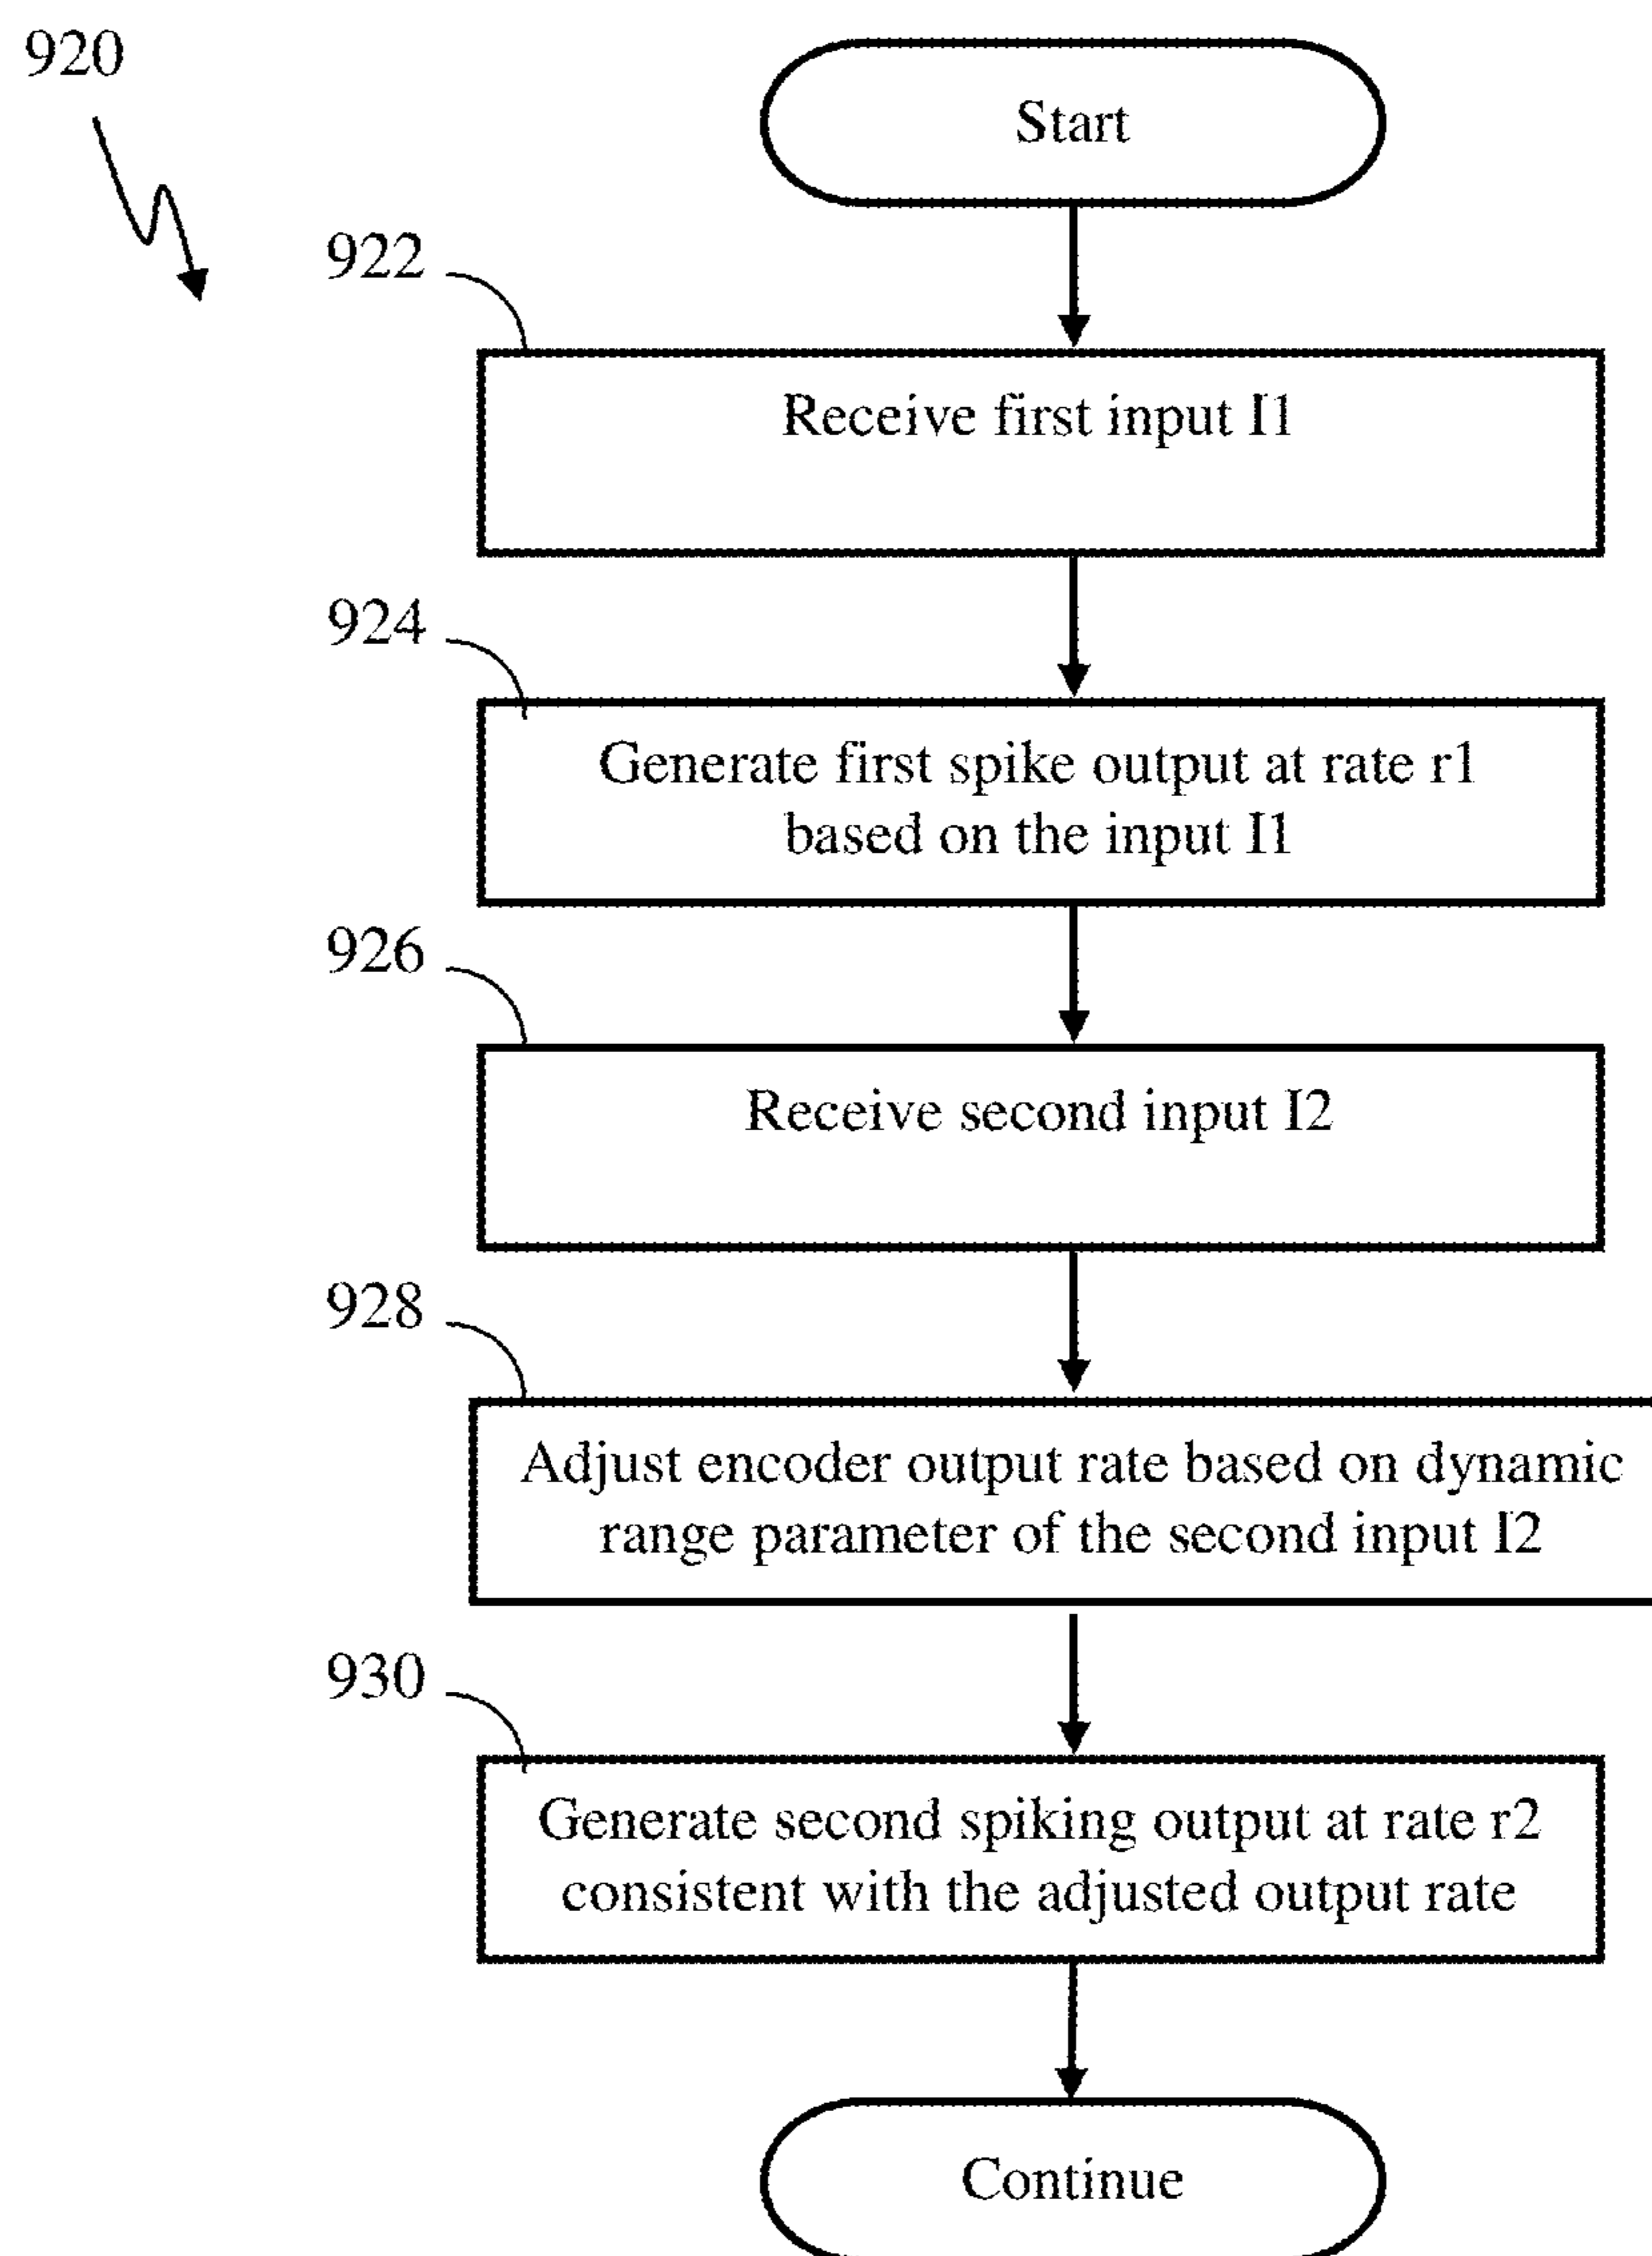 920
Start
922
Receive first input I1
924
Generate first spike output at rate r1
based on the input I1
926
Receive second input I2
928
Adjust encoder output rate based on dynamic
range parameter of the second input I2
930
Generate second spiking output at rate r2
consistent with the adjusted output rate
Continue